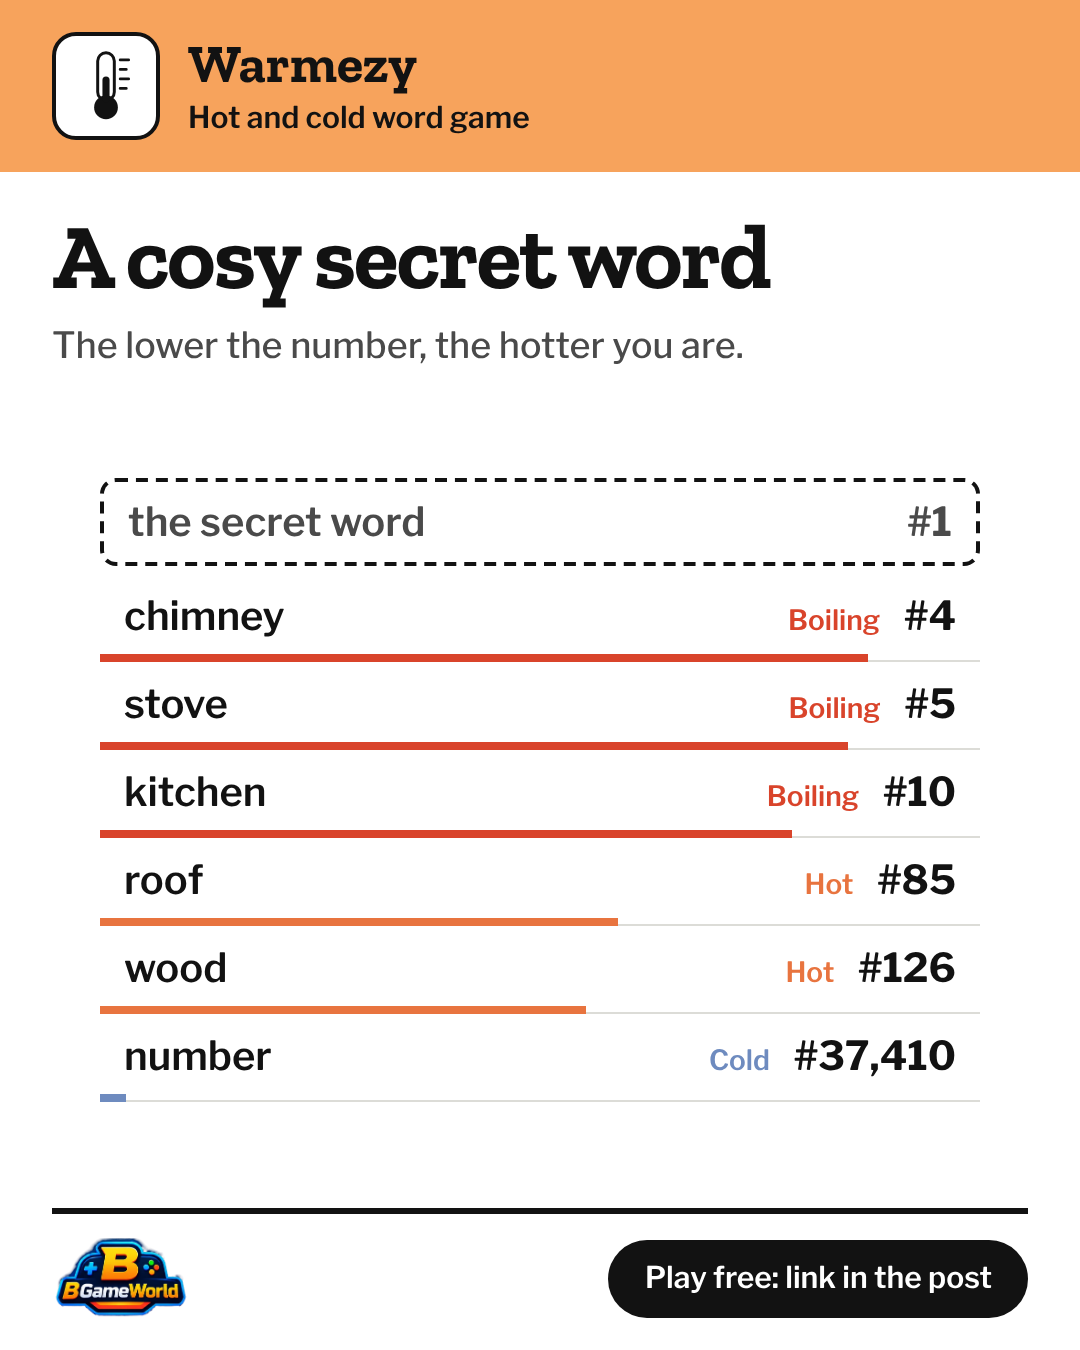 Warmezy
Hot and cold word game
A cosy secret word
The lower the number, the hotter you are.
the secret word #1
chimney Boiling #4
stove Boiling #5
kitchen Boiling #10
roof Hot #85
wood Hot #126
number Cold #37,410
B
BGameWorld
Play free: link in the post